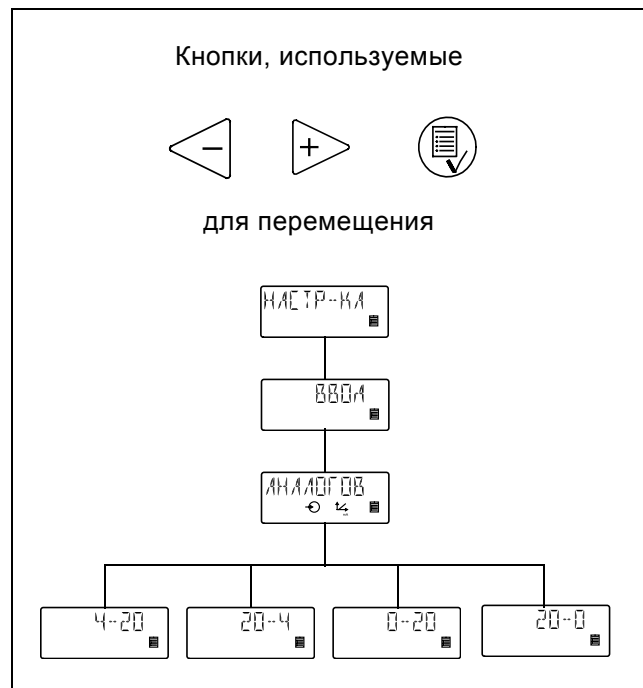 Кнопки, используемые
для перемещения
НАСТР-КА
ВВОД
АНАЛОГОВ
4-20
20-4
0-20
20-0